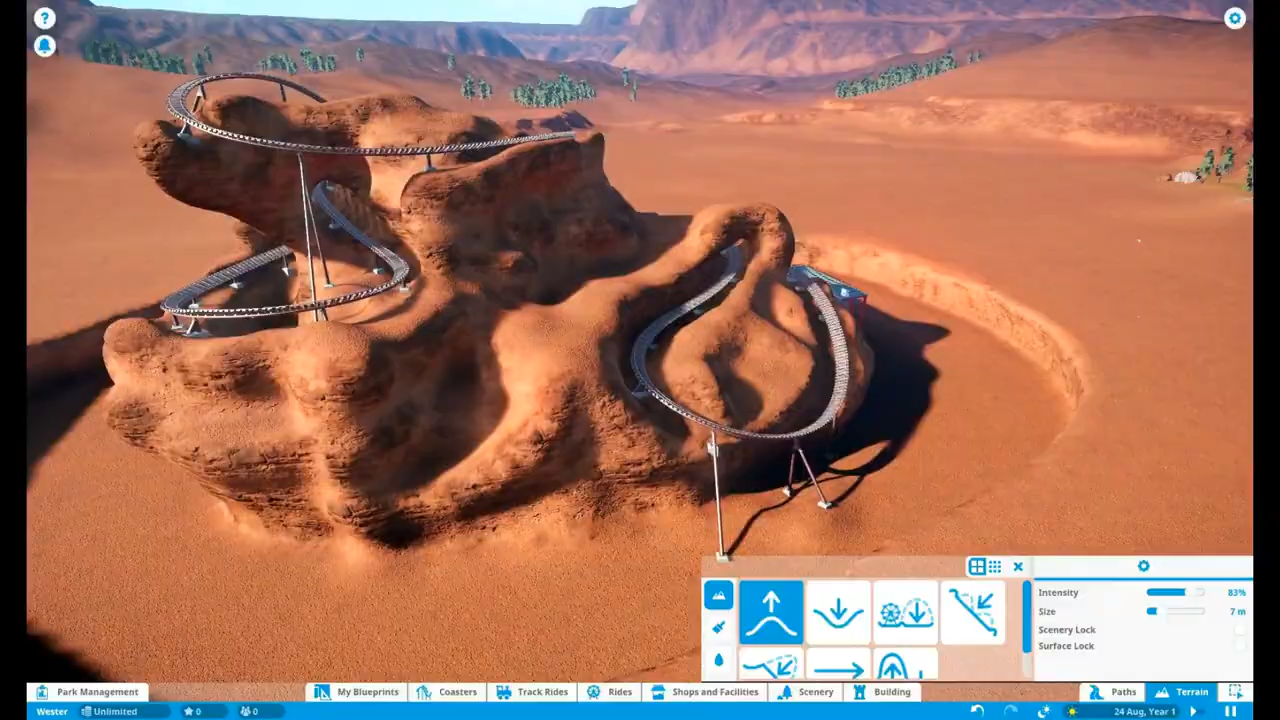 ?
Intensity 83%
Size 7 m
Scenery Lock
Surface Lock
Park Management My Blueprints Coasters Track Rides Rides Shops and Facilities Scenery Building Paths Terrain
Wester Unlimited 0 0 24 Aug, Year 1